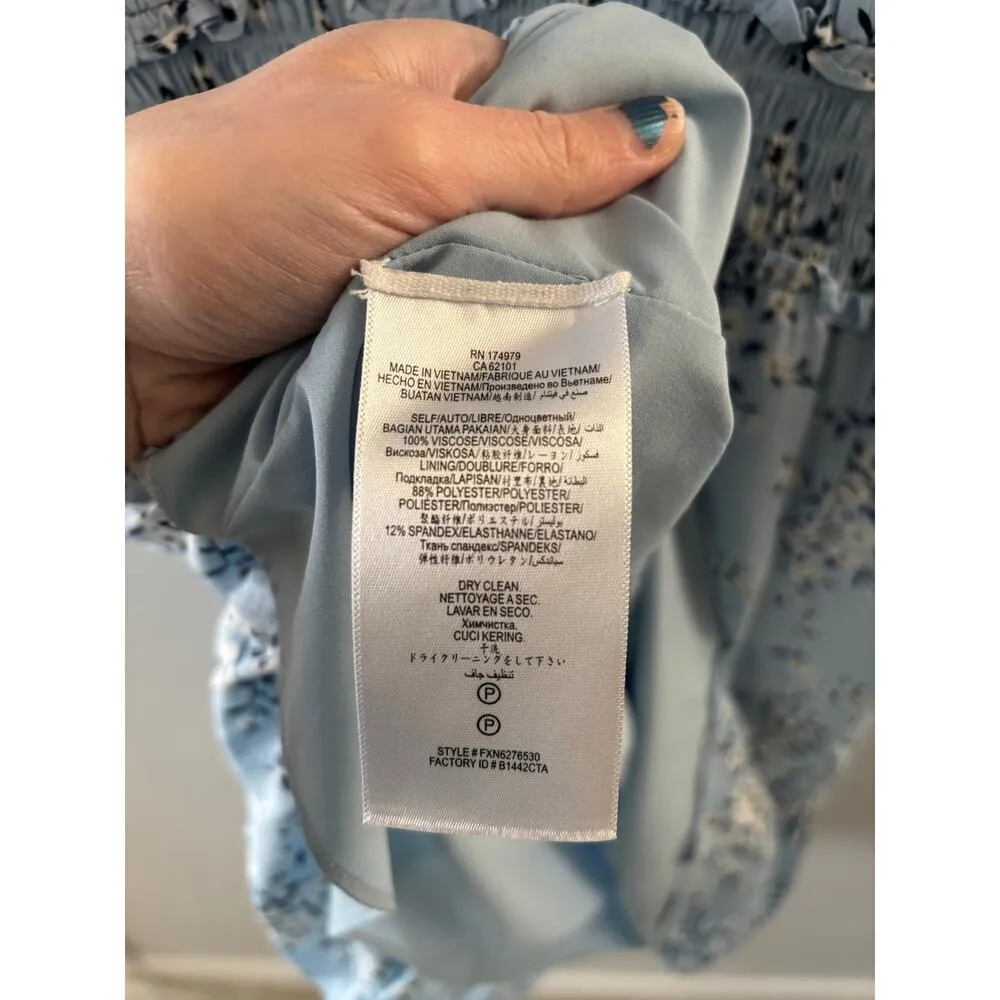 RN 174979
CA 62101
MADE IN VIETNAM/FABRIQUÉ AU VIETNAM/
HECHO EN VIETNAM/Произведено во Вьетнаме/
BUATAN VIETNAM/越南制造/ صنع في فيتنام
SELF/AUTO/LIBRE/Одноцветный/
BAGIAN UTAMA PAKAIAN/大身面料/表地/ الذات
100% VISCOSE/VISCOSE/VISCOSA/
Вискоза/VISKOSA/粘胶纤维/レーヨン/ فسكوز
LINING/DOUBLURE/FORRO/
Подкладка/LAPISAN/衬里布/裏地/ البطانة
88% POLYESTER/POLYESTER/
POLIÉSTER/Полиэстер/POLIESTER/
聚酯纤维/ポリエステル/ بوليستر
12% SPANDEX/ELASTHANNE/ELASTANO/
Ткань спандекс/SPANDEKS/
弹性纤维/ポリウレタン/ سباندكس
DRY CLEAN.
NETTOYAGE A SEC.
LAVAR EN SECO.
Химчистка.
CUCI KERING.
干洗
ドライクリーニングをして下さい
تنظيف جاف
P
P
STYLE # FXN6276530
FACTORY ID # B1442CTA